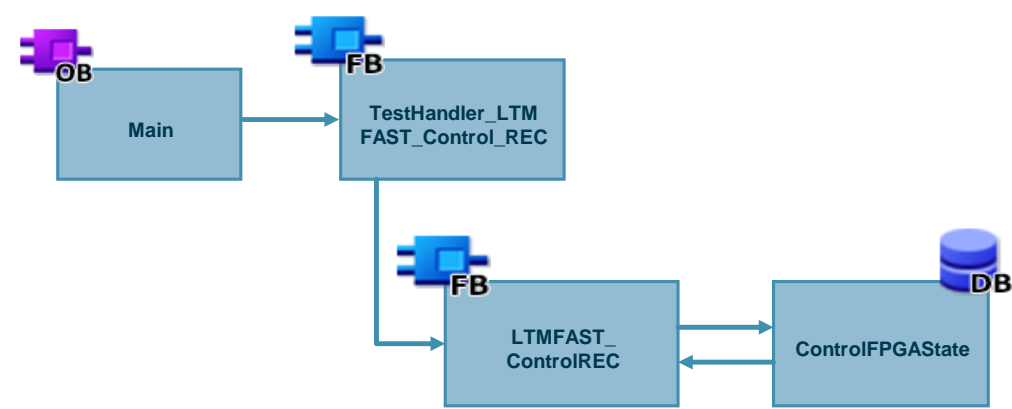 OB
Main
FB
TestHandler_LTM
FAST_Control_REC
FB
LTMFAST_
ControlREC
DB
ControlFPGAState